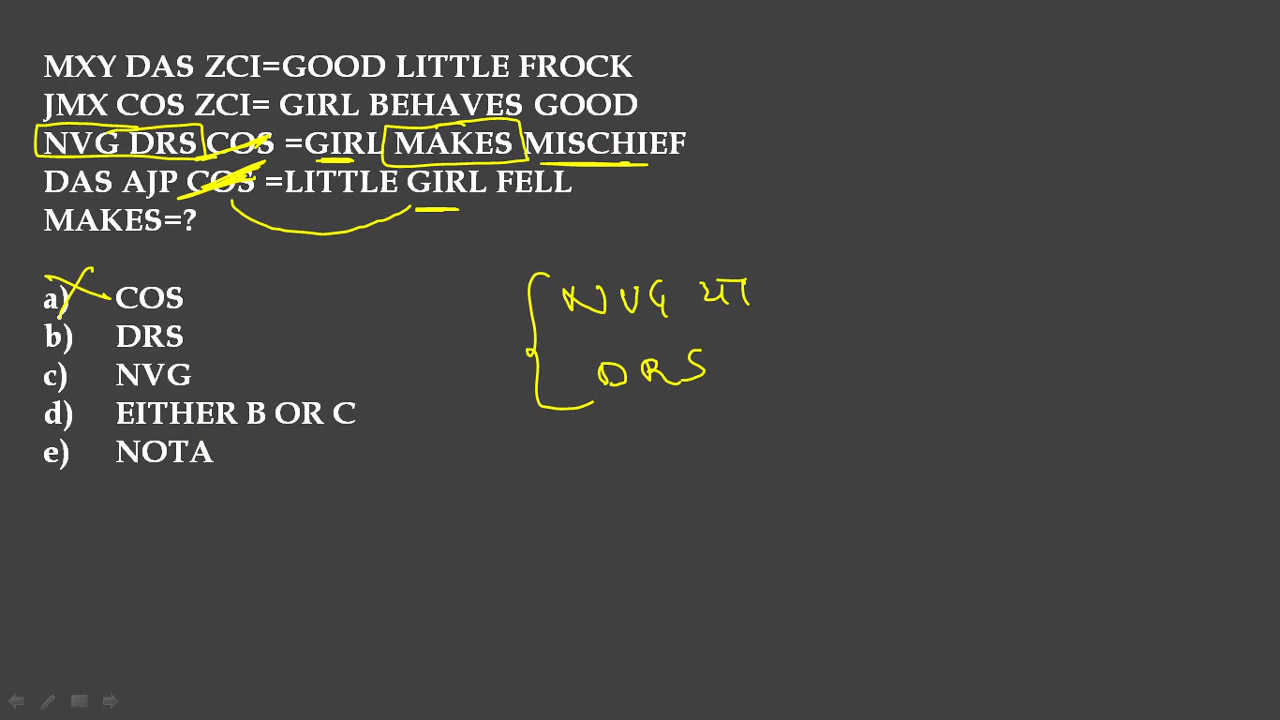 MXY DAS ZCI=GOOD LITTLE FROCK
JMX COS ZCI= GIRL BEHAVES GOOD
NVG DRS COS =GIRL MAKES MISCHIEF
DAS AJP COS =LITTLE GIRL FELL
MAKES=?
a) COS
b) DRS
c) NVG
d) EITHER B OR C
e) NOTA
NVG या
DRS